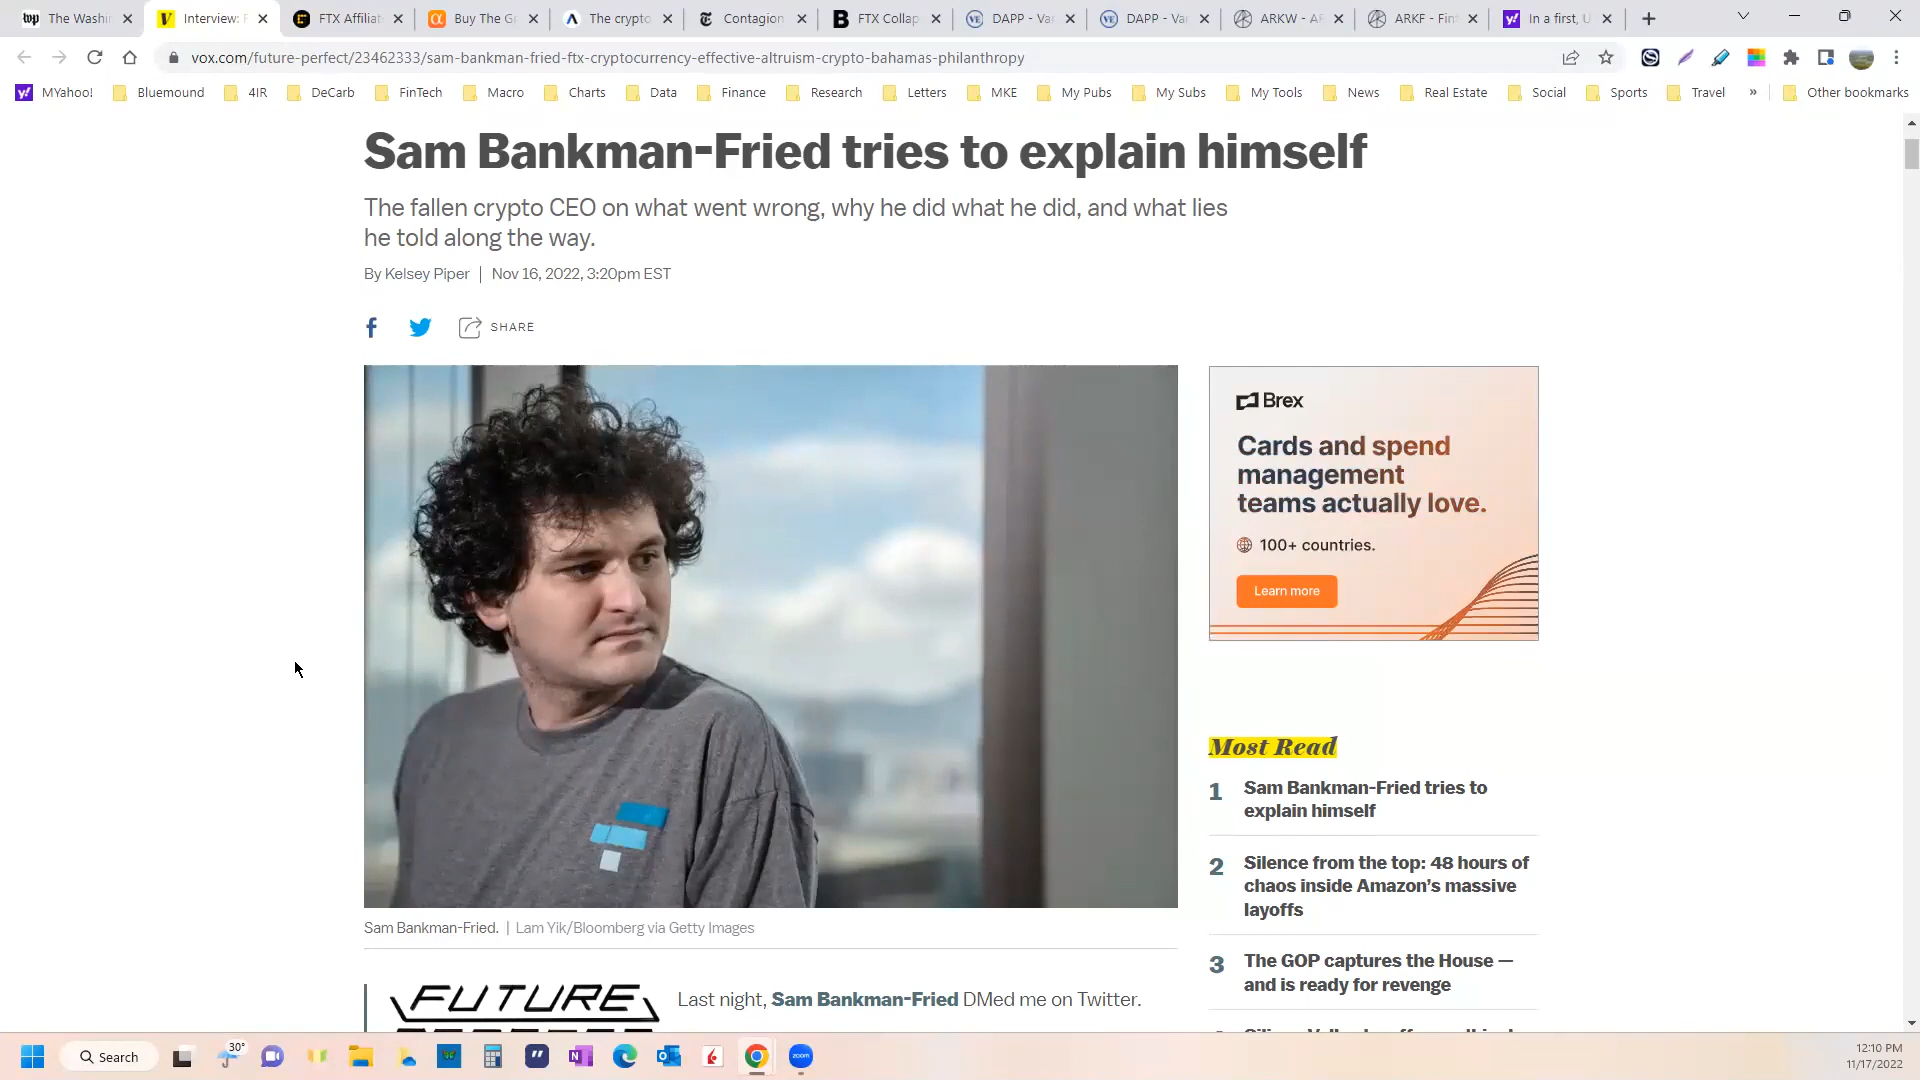 The Washi
Interview: F
FTX Affiliat
Buy The Gr
The crypto
Contagion
FTX Collap
DAPP - Va
DAPP - Va
ARKW - A
ARKF - Fin
In a first, U
vox.com/future-perfect/23462333/sam-bankman-fried-ftx-cryptocurrency-effective-altruism-crypto-bahamas-philanthropy
MYahoo!
Bluemound
4IR
DeCarb
FinTech
Macro
Charts
Data
Finance
Research
Letters
MKE
My Pubs
My Subs
My Tools
News
Real Estate
Social
Sports
Travel
»
Other bookmarks
Sam Bankman-Fried tries to explain himself
The fallen crypto CEO on what went wrong, why he did what he did, and what lies
he told along the way.
By Kelsey Piper | Nov 16, 2022, 3:20pm EST
SHARE
Brex
Cards and spend
management
teams actually love.
100+ countries.
Learn more
Most Read
1 Sam Bankman-Fried tries to
explain himself
2 Silence from the top: 48 hours of
chaos inside Amazon's massive
layoffs
3 The GOP captures the House —
and is ready for revenge
Sam Bankman-Fried. | Lam Yik/Bloomberg via Getty Images
FUTURE
Last night, Sam Bankman-Fried DMed me on Twitter.
Search
30°
zoom
12:10 PM
11/17/2022